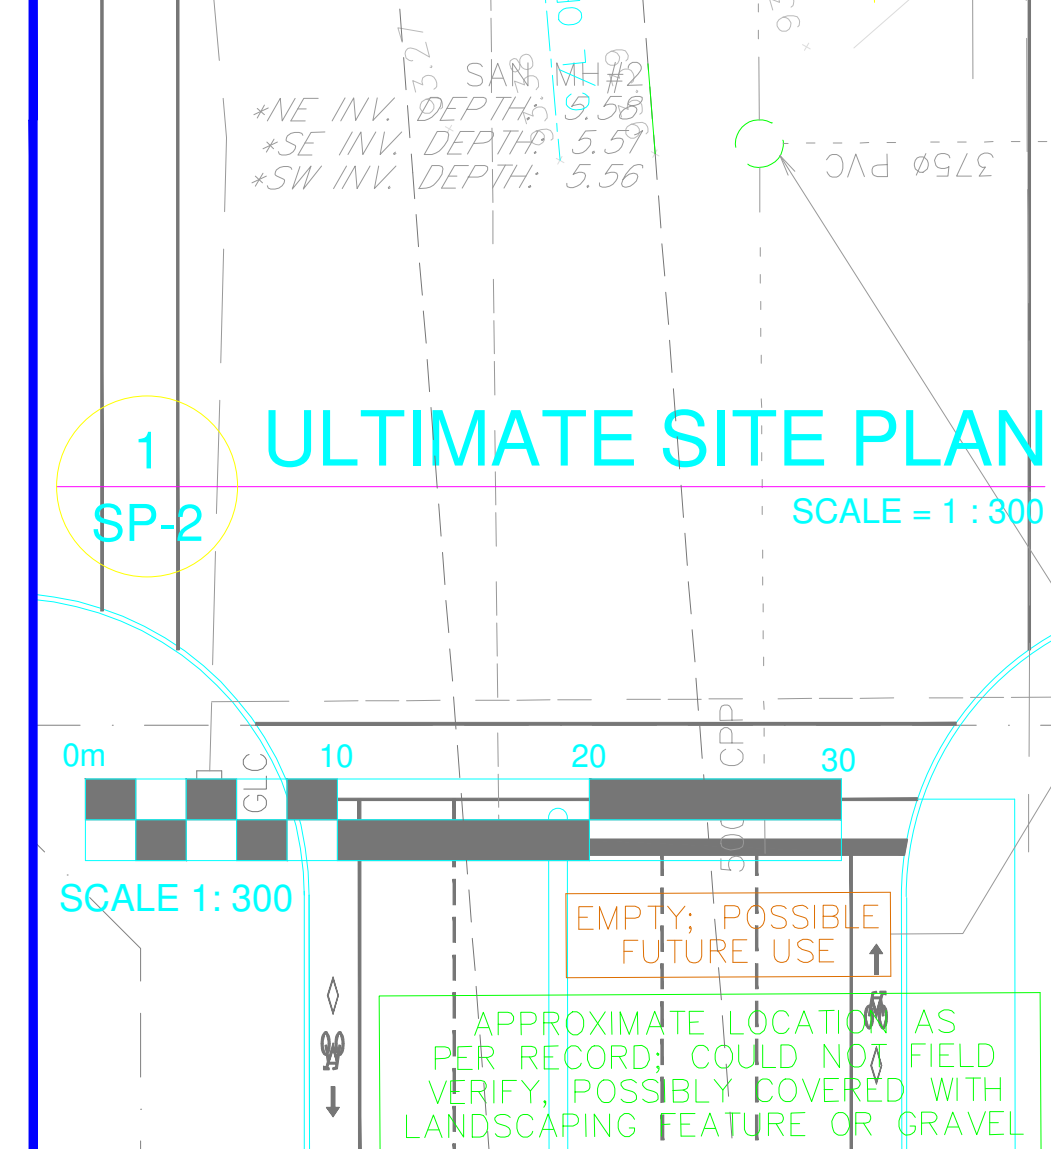 SAN MH#2
*NE INV. DEPTH: 5.58
*SE INV. DEPTH: 5.57
*SW INV. DEPTH: 5.56
375ø PVC
1
SP-2
ULTIMATE SITE PLAN
SCALE = 1 : 300
0m 10 20 30
GLC
CPP
SCALE 1: 300
EMPTY; POSSIBLE
FUTURE USE
APPROXIMATE LOCATION AS
PER RECORD; COULD NOT FIELD
VERIFY, POSSIBLY COVERED WITH
LANDSCAPING FEATURE OR GRAVEL